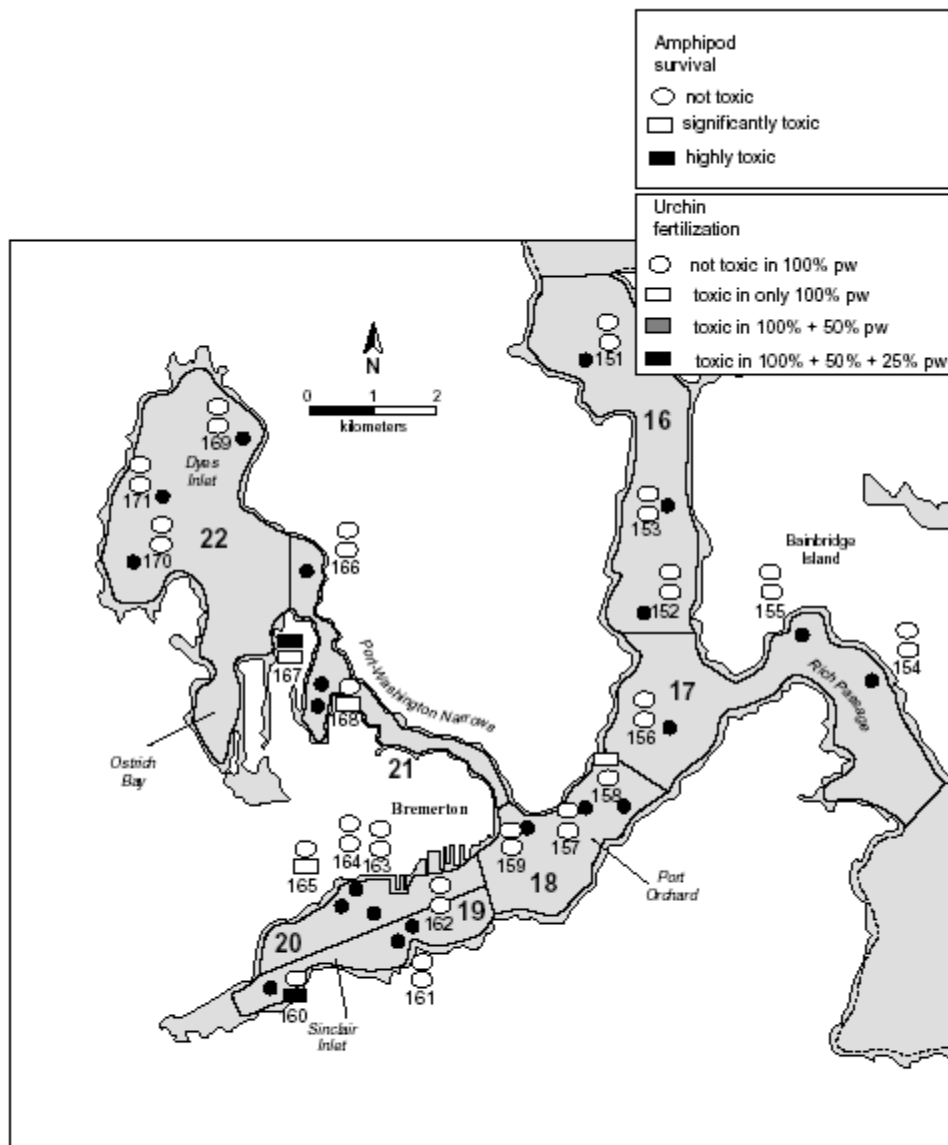 Amphipod
survival
not toxic
significantly toxic
highly toxic
Urchin
fertilization
not toxic in 100% pw
toxic in only 100% pw
toxic in 100% + 50% pw
toxic in 100% + 50% + 25% pw
N
0 1 2
kilometers
151
16
169
Dyes
Inlet
171
22
170
166
153
Bainbridge
Island
152
155
154
167
168
Port Washington Narrows
17
156
Rich Passage
Ostrich
Bay
21
158
Bremerton
164
163
165
159
157
18
Port
Orchard
162
19
20
161
160
Sinclair
Inlet